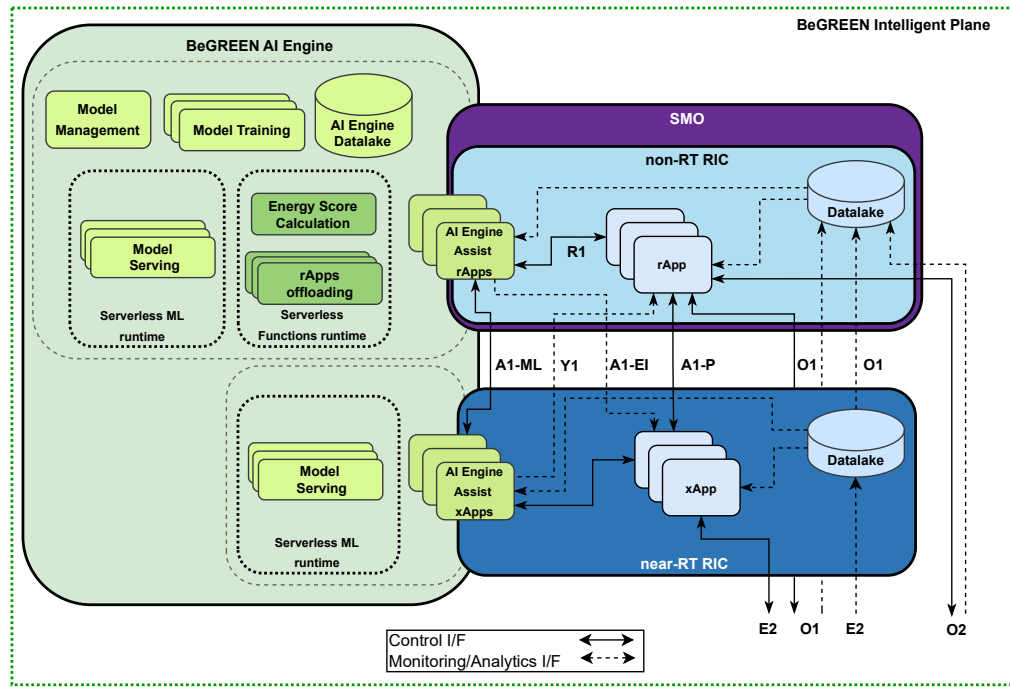 BeGREEN Intelligent Plane
BeGREEN AI Engine
Model
Management
Model Training
AI Engine
Datalake
SMO
non-RT RIC
Energy Score
Calculation
Model
Serving
rApps
offloading
Serverless ML
runtime
Serverless
Functions runtime
AI Engine
Assist
rApps
R1
rApp
Datalake
A1-ML
Y1
A1-EI
A1-P
O1
O1
Model
Serving
Serverless ML
runtime
AI Engine
Assist
xApps
xApp
Datalake
near-RT RIC
E2
O1
E2
O2
Control I/F
Monitoring/Analytics I/F